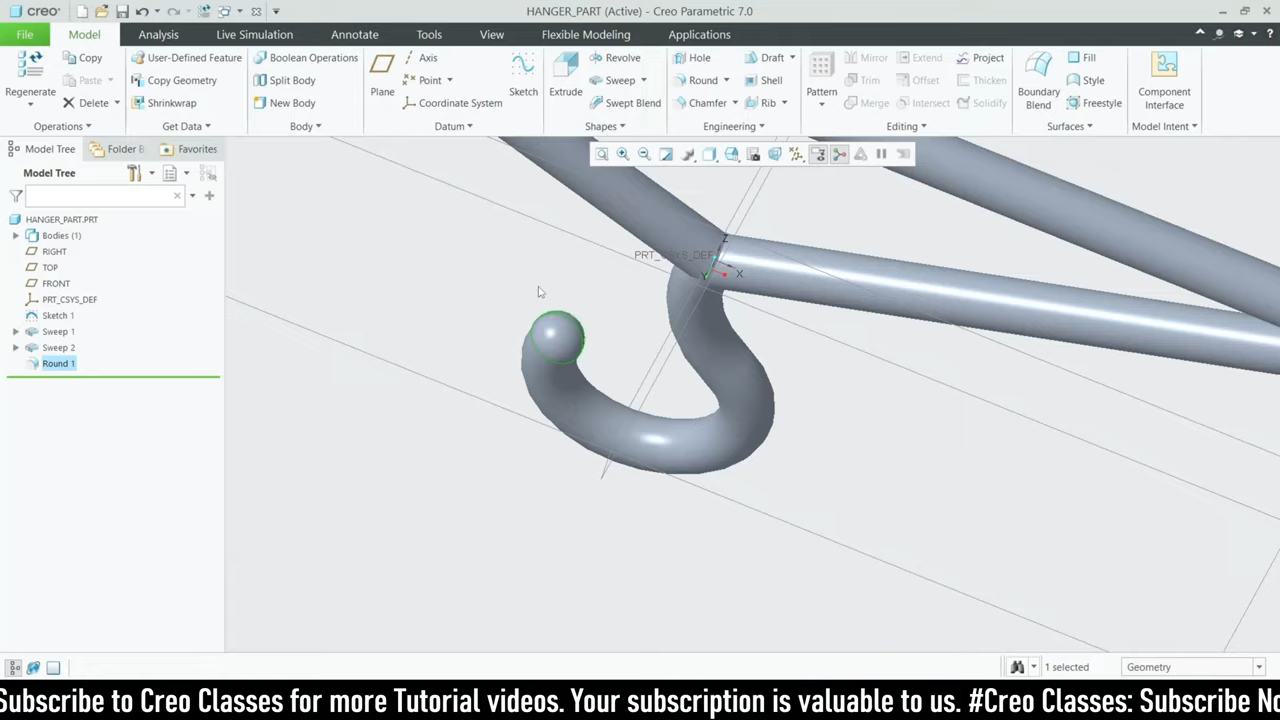 creo
HANGER_PART (Active) - Creo Parametric 7.0
File Model Analysis Live Simulation Annotate Tools View Flexible Modeling Applications
Regenerate
Copy
Paste
Delete
Operations
User-Defined Feature
Copy Geometry
Shrinkwrap
Get Data
Boolean Operations
Split Body
New Body
Body
Plane
Axis
Point
Coordinate System
Sketch
Datum
Extrude
Revolve
Sweep
Swept Blend
Shapes
Hole
Round
Chamfer
Draft
Shell
Rib
Engineering
Pattern
Mirror
Trim
Merge
Extend
Offset
Intersect
Project
Thicken
Solidify
Editing
Boundary
Blend
Fill
Style
Freestyle
Surfaces
Component
Interface
Model Intent
Model Tree Folder B Favorites
Model Tree
HANGER_PART.PRT
Bodies (1)
RIGHT
TOP
FRONT
PRT_CSYS_DEF
Sketch 1
Sweep 1
Sweep 2
Round 1
Z
PRT_CSYS_DEF
Y X
1 selected
Geometry
Subscribe to Creo Classes for more Tutorial videos. Your subscription is valuable to us. #Creo Classes: Subscribe No